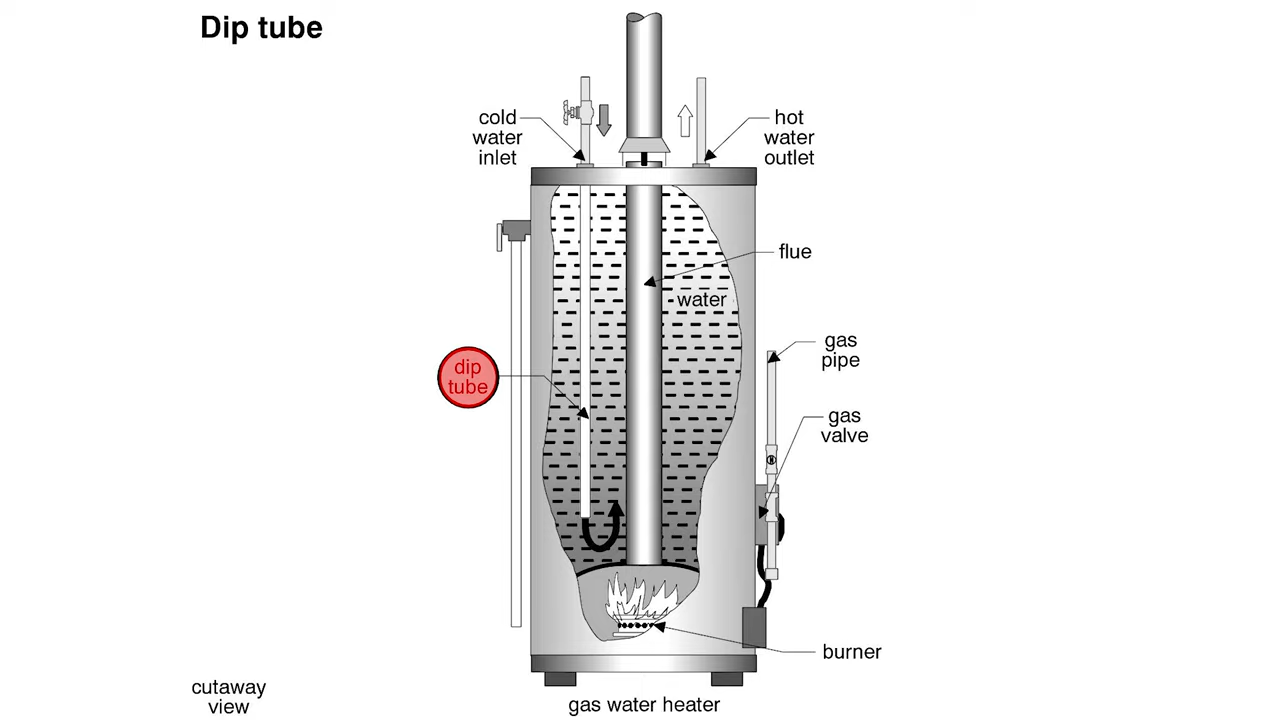 Dip tube
cold
water
inlet
hot
water
outlet
flue
water
gas
pipe
dip
tube
gas
valve
burner
cutaway
view
gas water heater